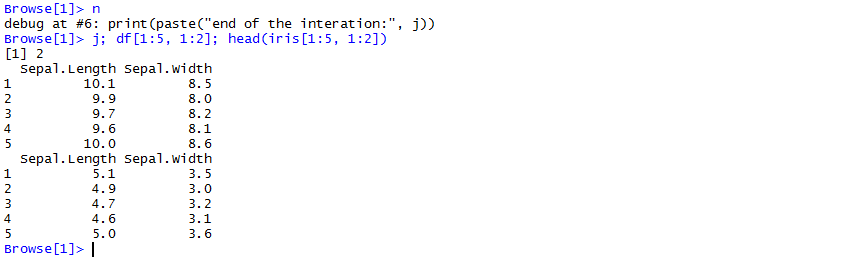 Browse[1]> n
debug at #6: print(paste("end of the interation:", j))
Browse[1]> j; df[1:5, 1:2]; head(iris[1:5, 1:2])
[1] 2
  Sepal.Length Sepal.Width
1         10.1         8.5
2          9.9         8.0
3          9.7         8.2
4          9.6         8.1
5         10.0         8.6
  Sepal.Length Sepal.Width
1          5.1         3.5
2          4.9         3.0
3          4.7         3.2
4          4.6         3.1
5          5.0         3.6
Browse[1]>